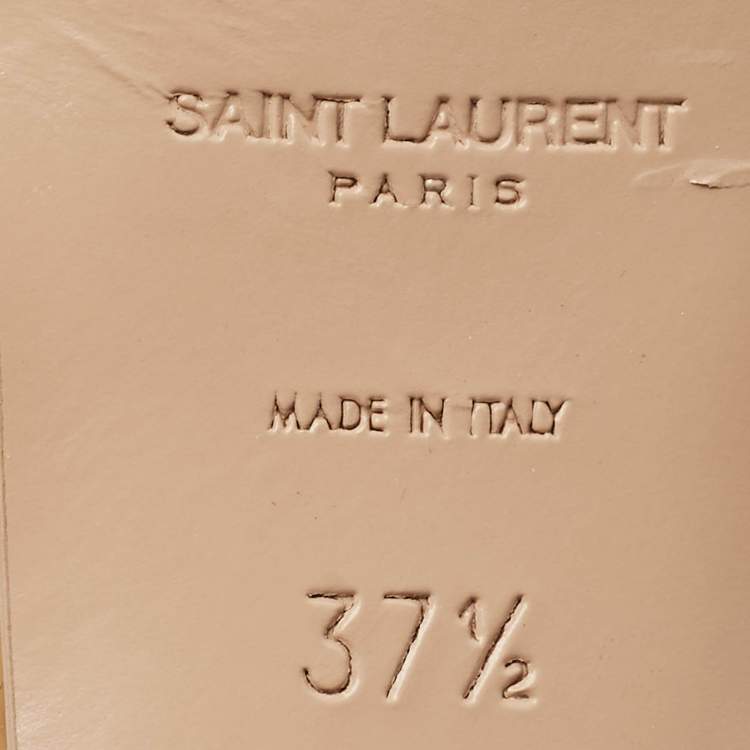 SAINT LAURENT
PARIS
MADE IN ITALY
37½